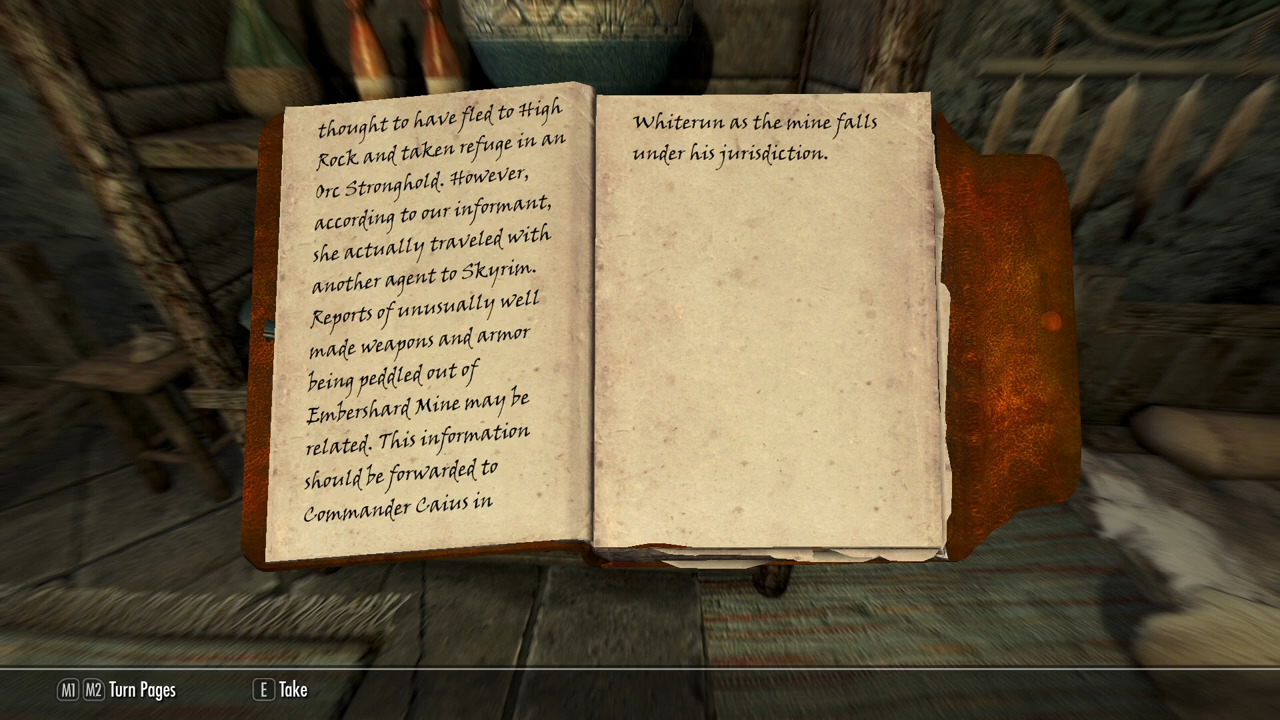 thought to have fled to High
Rock and taken refuge in an
Orc Stronghold. However,
according to our informant,
she actually traveled with
another agent to Skyrim.
Reports of unusually well
made weapons and armor
being peddled out of
Embershard Mine may be
related. This information
should be forwarded to
Commander Caius in
Whiterun as the mine falls
under his jurisdiction.
M1 M2 Turn Pages
E Take